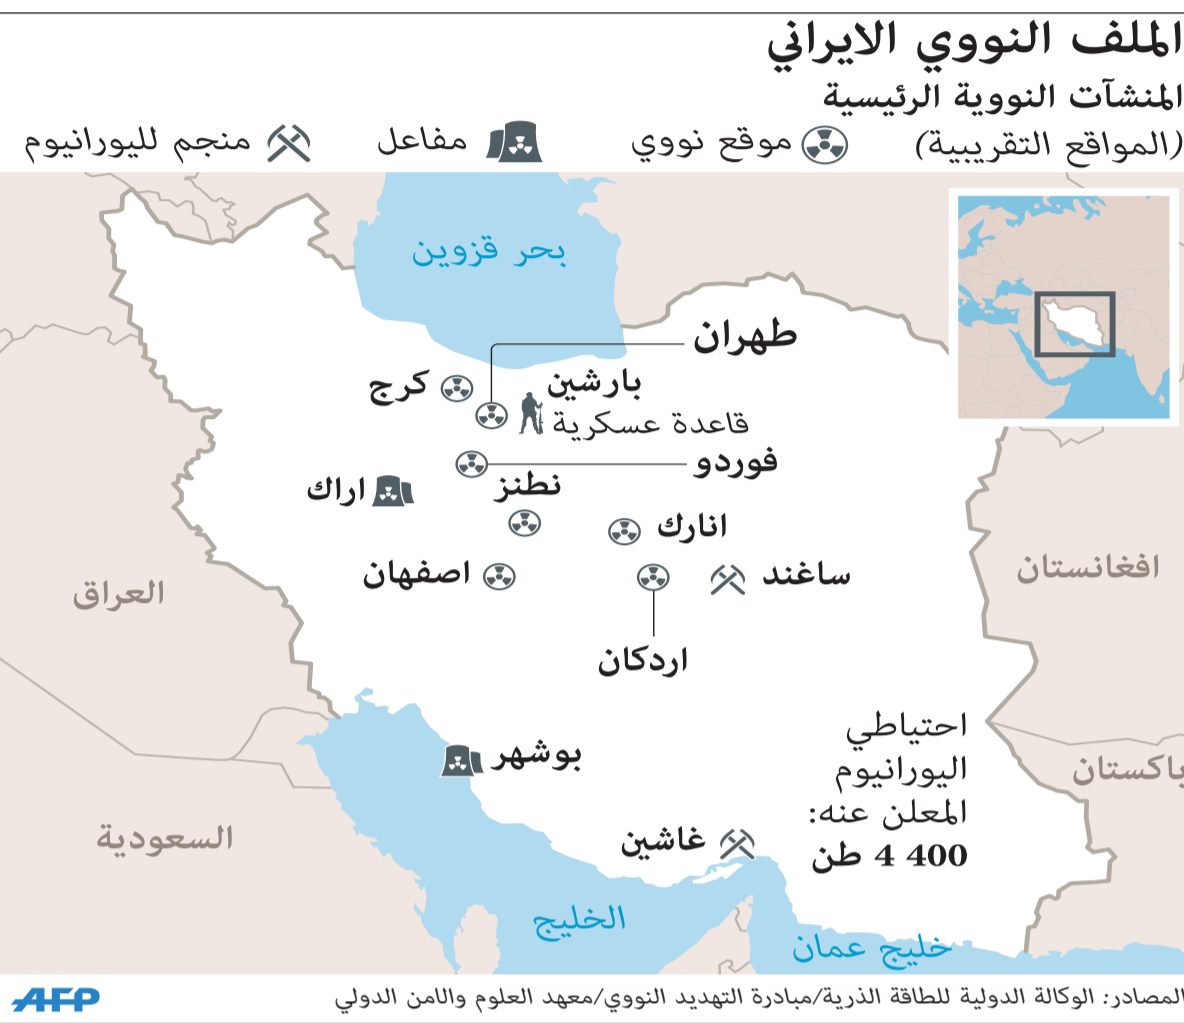 الملف النووي الايراني
المنشآت النووية الرئيسية
(المواقع التقريبية)
موقع نووي
مفاعل
منجم لليورانيوم
بحر قزوين
طهران
كرج
بارشين
قاعدة عسكرية
فوردو
نطنز
اراك
انارك
افغانستان
ساغند
اصفهان
العراق
اردكان
احتياطي
اليورانيوم
المعلن عنه:
4 400 طن
بوشهر
باكستان
السعودية
غاشين
الخليج
خليج عمان
المصادر: الوكالة الدولية للطاقة الذرية/مبادرة التهديد النووي/معهد العلوم والامن الدولي
AFP